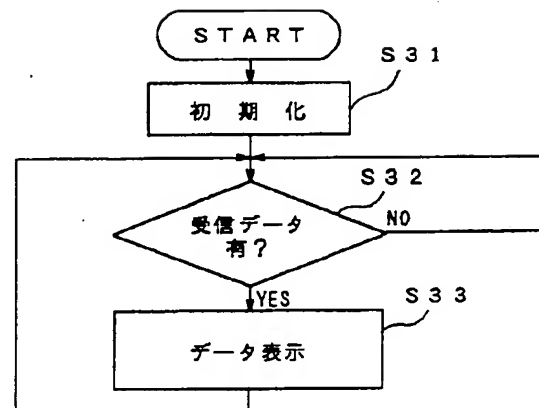 ＳＴＡＲＴ
Ｓ３１
初期化
Ｓ３２
受信データ
有？
NO
YES
Ｓ３３
データ表示